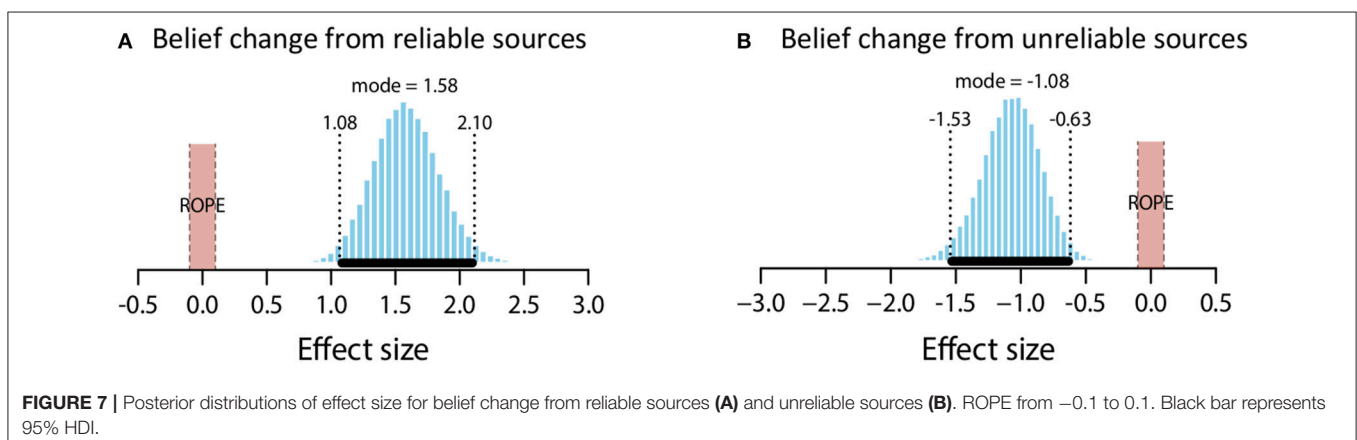 A Belief change from reliable sources
mode = 1.58
1.08 2.10
ROPE
-0.5 0.0 0.5 1.0 1.5 2.0 2.5 3.0
Effect size
B Belief change from unreliable sources
mode = -1.08
-1.53 -0.63
ROPE
−3.0 −2.5 −2.0 −1.5 −1.0 -0.5 0.0 0.5
Effect size
FIGURE 7 | Posterior distributions of effect size for belief change from reliable sources (A) and unreliable sources (B). ROPE from −0.1 to 0.1. Black bar represents
95% HDI.